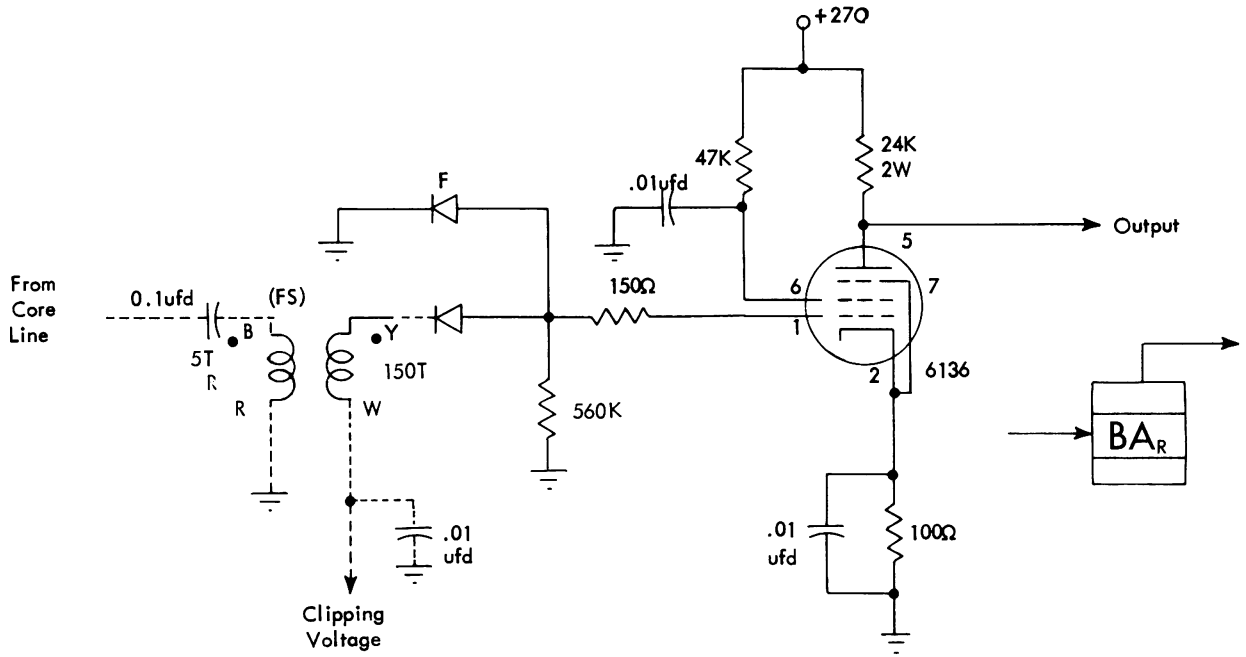 +270
47K
24K
2W
.01ufd
F
5
Output
From
Core
Line
0.1ufd
(FS)
150Ω
6
7
1
B
Y
5T
150T
R
R
W
560K
2
6136
BAR
.01
ufd
.01
ufd
100Ω
Clipping
Voltage